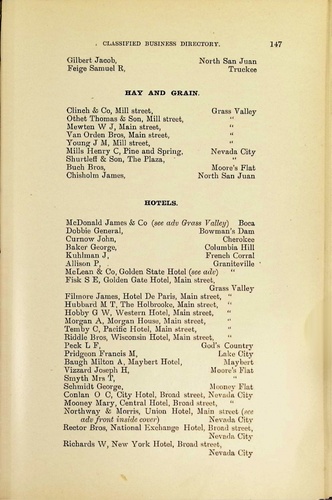 CLASSIFIED BUSINESS DIRECTORY. 147
Gilbert Jacob, North San Juan
Feige Samuel R, Truckee
HAY AND GRAIN.
Clinch & Co, Mill street, Grass Valley
Othet Thomas & Son, Mill street, "
Mewten W J, Main street, "
Van Orden Bros, Main street, "
Young J M, Mill street, "
Mills Henry C, Pine and Spring, Nevada City
Shurtleff & Son, The Plaza, "
Buch Bros, Moore's Flat
Chisholm James, North San Juan
HOTELS.
McDonald James & Co (see adv Grass Valley) Boca
Dobbie General, Bowman's Dam
Curnow John, Cherokee
Baker George, Columbia Hill
Kuhlman J, French Corral
Allison P, Graniteville
McLean & Co, Golden State Hotel (see adv) "
Fisk S E, Golden Gate Hotel, Main street,
Grass Valley
Filmore James, Hotel De Paris, Main street, "
Hubbard M T, The Holbrooke, Main street, "
Hobby G W, Western Hotel, Main street, "
Morgan A, Morgan House, Main street, "
Temby C, Pacific Hotel, Main street, "
Riddle Bros, Wisconsin Hotel, Main street, "
Peck L F, God's Country
Pridgeon Francis M, Lake City
Baugh Milton A, Maybert Hotel, Maybert
Vizzard Joseph H, Moore's Flat
Smyth Mrs T, "
Schmidt George, Mooney Flat
Conlan O C, City Hotel, Broad street, Nevada City
Mooney Mary, Central Hotel, Broad street, "
Northway & Morris, Union Hotel, Main street (see
adv front inside cover) Nevada City
Rector Bros, National Exchange Hotel, Broad street,
Nevada City
Richards W, New York Hotel, Broad street,
Nevada City